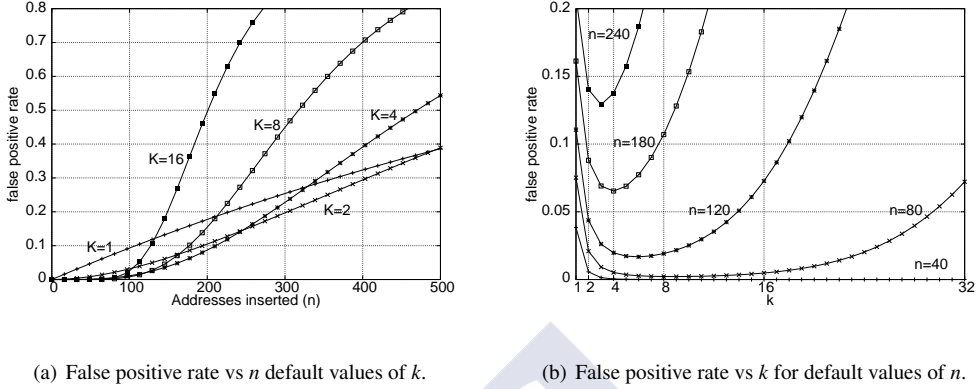 0.8
0.7
0.6
0.5
0.4
0.3
0.2
0.1
0
false positive rate
K=16
K=8
K=4
K=2
K=1
0 100 200 300 400 500
Addresses inserted (n)
0.2
0.15
0.1
0.05
0
false positive rate
n=240
n=180
n=120
n=80
n=40
1 2 4 8 16 32
k
(a) False positive rate vs n default values of k.
(b) False positive rate vs k for default values of n.